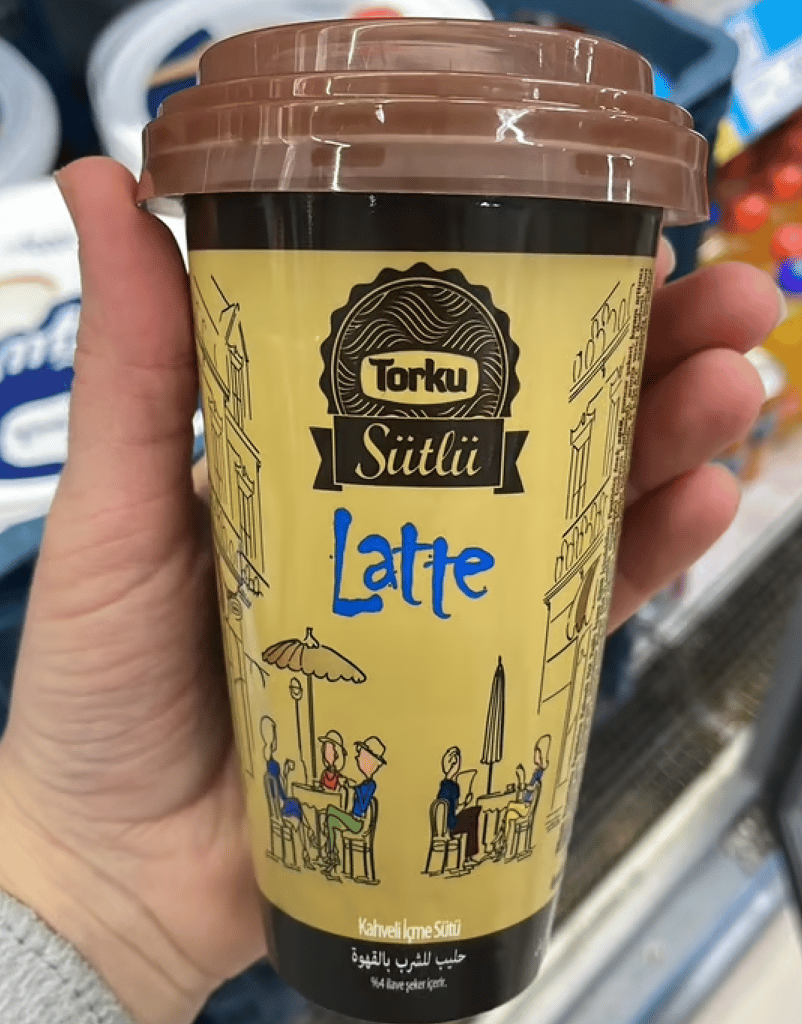 Torku
Sütlü
Latte
Kahveli İçme Sütü
حليب للشرب بالقهوة
%4 ilave şeker içerir.